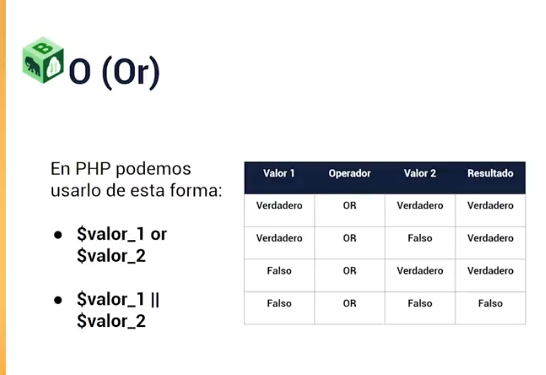 B
O (Or)
En PHP podemos
usarlo de esta forma:
● $valor_1 or
$valor_2
● $valor_1 ||
$valor_2
Valor 1 Operador Valor 2 Resultado
Verdadero OR Verdadero Verdadero
Verdadero OR Falso Verdadero
Falso OR Verdadero Verdadero
Falso OR Falso Falso